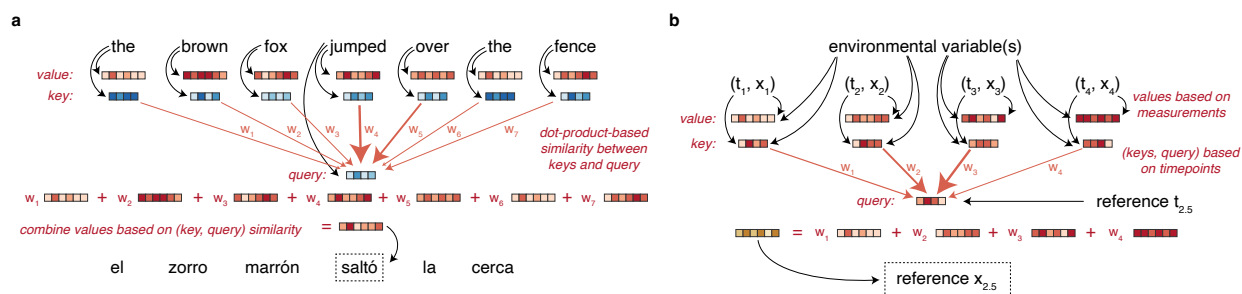 a
the brown fox jumped over the fence
value:
key:
w1 w2 w3 w4 w5 w6 w7
dot-product-based
similarity between
keys and query
query:
w1 + w2 + w3 + w4 + w5 + w6 + w7
combine values based on (key, query) similarity =
el zorro marrón saltó la cerca
b
environmental variable(s)
(t1, x1) (t2, x2) (t3, x3) (t4, x4)
values based on
measurements
value:
key:
(keys, query) based
on timepoints
w1 w2 w3 w4
query:
reference t2.5
= w1 + w2 + w3 + w4
reference x2.5